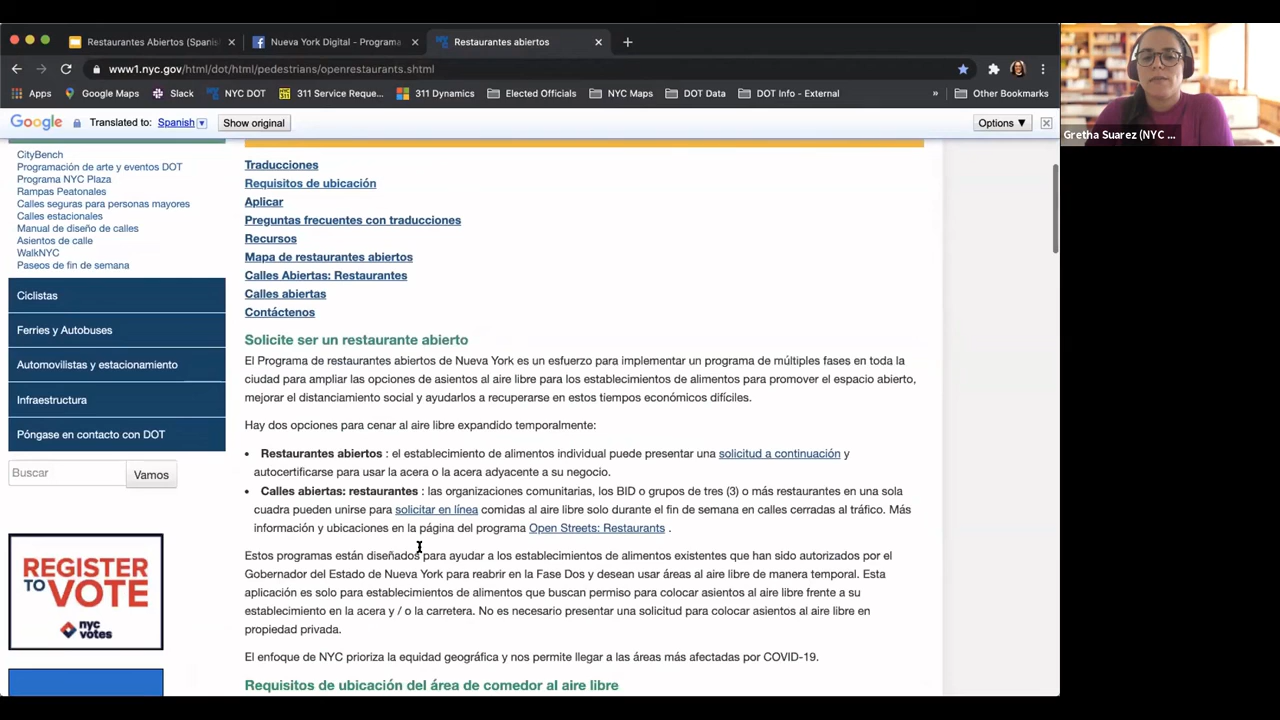 Restaurantes Abiertos (Spanis
Nueva York Digital - Programa
Restaurantes abiertos
www1.nyc.gov/html/dot/html/pedestrians/openrestaurants.shtml
Apps
Google Maps
Slack
NYC DOT
311 Service Reque...
311 Dynamics
Elected Officials
NYC Maps
DOT Data
DOT Info - External
»
Other Bookmarks
Google
Translated to: Spanish
Show original
Options ▼
Gretha Suarez (NYC ...
CityBench
Programación de arte y eventos DOT
Programa NYC Plaza
Rampas Peatonales
Calles seguras para personas mayores
Calles estacionales
Manual de diseño de calles
Asientos de calle
WalkNYC
Paseos de fin de semana
Ciclistas
Ferries y Autobuses
Automovilistas y estacionamiento
Infraestructura
Póngase en contacto con DOT
Buscar
Vamos
REGISTER
TO VOTE
nyc
votes
Traducciones
Requisitos de ubicación
Aplicar
Preguntas frecuentes con traducciones
Recursos
Mapa de restaurantes abiertos
Calles Abiertas: Restaurantes
Calles abiertas
Contáctenos
Solicite ser un restaurante abierto
El Programa de restaurantes abiertos de Nueva York es un esfuerzo para implementar un programa de múltiples fases en toda la
ciudad para ampliar las opciones de asientos al aire libre para los establecimientos de alimentos para promover el espacio abierto,
mejorar el distanciamiento social y ayudarlos a recuperarse en estos tiempos económicos difíciles.
Hay dos opciones para cenar al aire libre expandido temporalmente:
• Restaurantes abiertos : el establecimiento de alimentos individual puede presentar una solicitud a continuación y
autocertificarse para usar la acera o la acera adyacente a su negocio.
• Calles abiertas: restaurantes : las organizaciones comunitarias, los BID o grupos de tres (3) o más restaurantes en una sola
cuadra pueden unirse para solicitar en línea comidas al aire libre solo durante el fin de semana en calles cerradas al tráfico. Más
información y ubicaciones en la página del programa Open Streets: Restaurants .
Estos programas están diseñados para ayudar a los establecimientos de alimentos existentes que han sido autorizados por el
Gobernador del Estado de Nueva York para reabrir en la Fase Dos y desean usar áreas al aire libre de manera temporal. Esta
aplicación es solo para establecimientos de alimentos que buscan permiso para colocar asientos al aire libre frente a su
establecimiento en la acera y / o la carretera. No es necesario presentar una solicitud para colocar asientos al aire libre en
propiedad privada.
El enfoque de NYC prioriza la equidad geográfica y nos permite llegar a las áreas más afectadas por COVID-19.
Requisitos de ubicación del área de comedor al aire libre